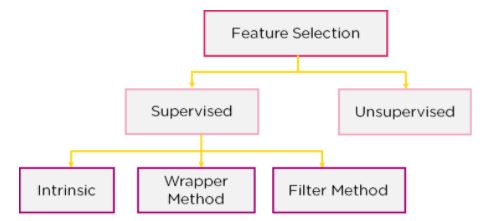 Feature Selection
Supervised
Unsupervised
Intrinsic
Wrapper
Method
Filter Method